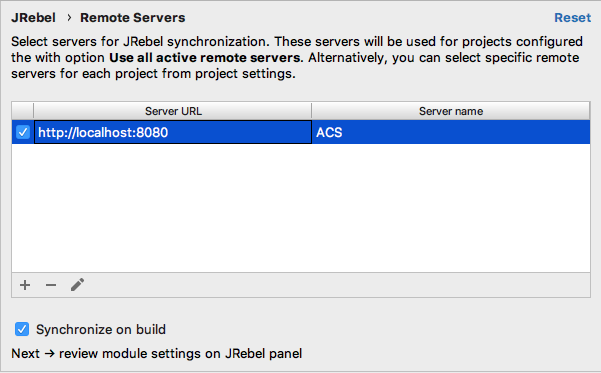 JRebel › Remote Servers Reset
Select servers for JRebel synchronization. These servers will be used for projects configured
the with option Use all active remote servers. Alternatively, you can select specific remote
servers for each project from project settings.
Server URL Server name
http://localhost:8080 ACS
Synchronize on build
Next → review module settings on JRebel panel